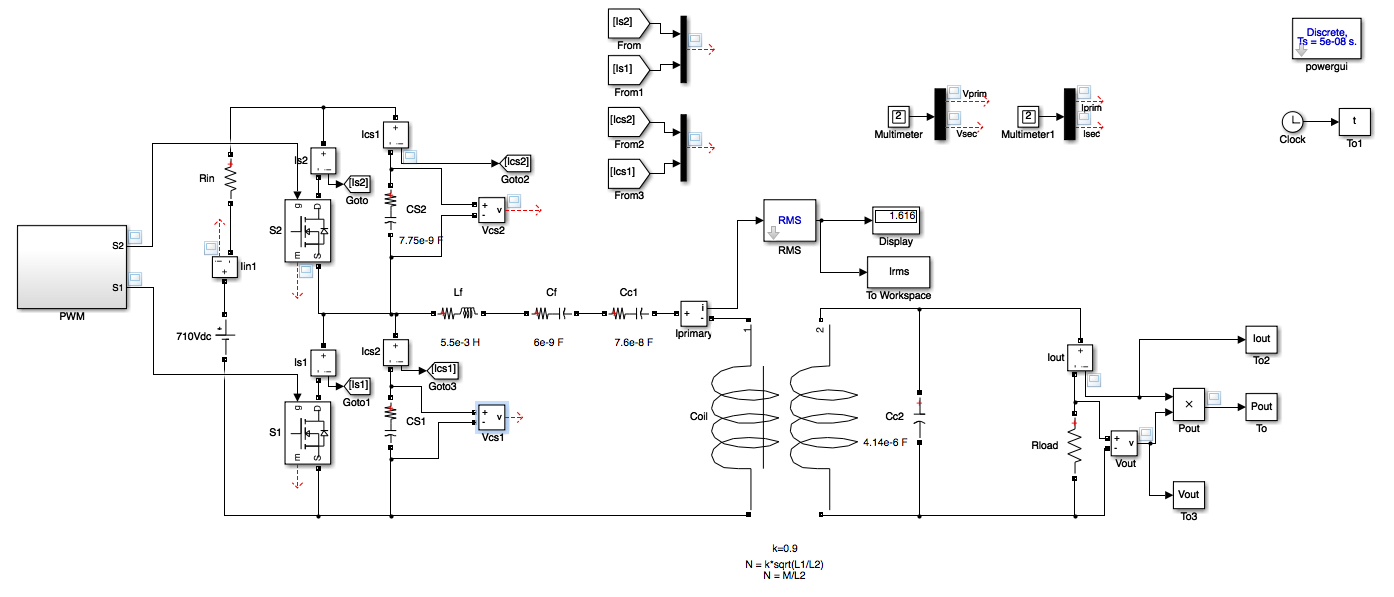 [Is2]
From
[Is1]
From1
[Ics2]
From2
[Ics1]
From3
2
Multimeter
Vprim
Vsec
2
Multimeter1
Iprim
Isec
Discrete,
Ts = 5e-08 s.
powergui
Clock
t
To1
S2
S1
PWM
Rin
Iin1
+
710Vdc
+
Is2
+
[Is2]
Goto
g
D
S2
m
S
Ics1
+
[Ics2]
Goto2
CS2
7.75e-9 F
+
-
v
Vcs2
Is1
+
[Is1]
Goto1
g
D
S1
m
S
Ics2
+
[Ics1]
Goto3
CS1
+
-
v
Vcs1
Lf
5.5e-3 H
Cf
6e-9 F
Cc1
7.6e-8 F
+
i
-
Iprimary
RMS
RMS
1.616
Display
Irms
To Workspace
1
2
Coil
Cc2
+
4.14e-6 F
Iout
+
Rload
+
+
-
v
Vout
×
Pout
Iout
To2
Pout
To
Vout
To3
k=0.9
N = k*sqrt(L1/L2)
N = M/L2